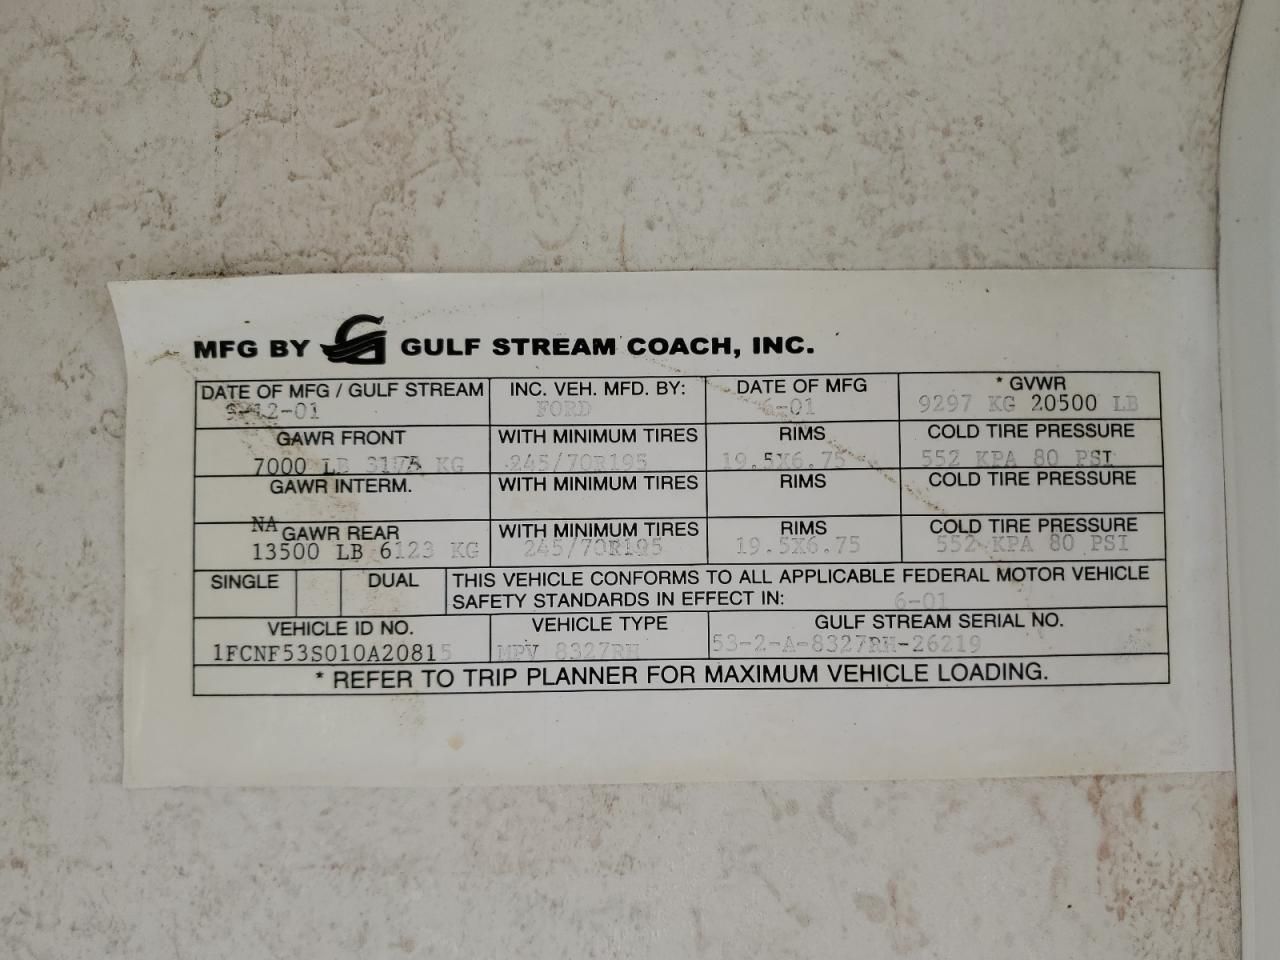 MFG BY GULF STREAM COACH, INC.
DATE OF MFG / GULF STREAM INC. VEH. MFD. BY: DATE OF MFG * GVWR
FORD 6-01 9297 KG 20500 LB
GAWR FRONT WITH MINIMUM TIRES RIMS COLD TIRE PRESSURE
7000 LB 3175 KG 245/70R195 19.5X6.75 552 KPA 80 PSI
GAWR INTERM. WITH MINIMUM TIRES RIMS COLD TIRE PRESSURE
NA
GAWR REAR WITH MINIMUM TIRES RIMS COLD TIRE PRESSURE
13500 LB 6123 KG 245/70R195 19.5X6.75 552 KPA 80 PSI
SINGLE DUAL THIS VEHICLE CONFORMS TO ALL APPLICABLE FEDERAL MOTOR VEHICLE
SAFETY STANDARDS IN EFFECT IN: 6-01
VEHICLE ID NO. VEHICLE TYPE GULF STREAM SERIAL NO.
1FCNF53S010A20815 MPV 8327RH 53-2-A-8327RH-26219
* REFER TO TRIP PLANNER FOR MAXIMUM VEHICLE LOADING.